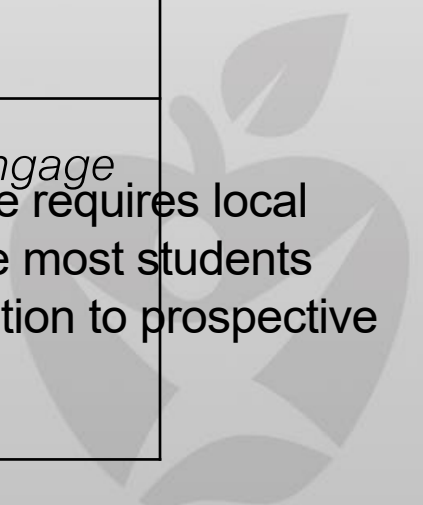 ngage
e requires local
e most students
tion to prospective